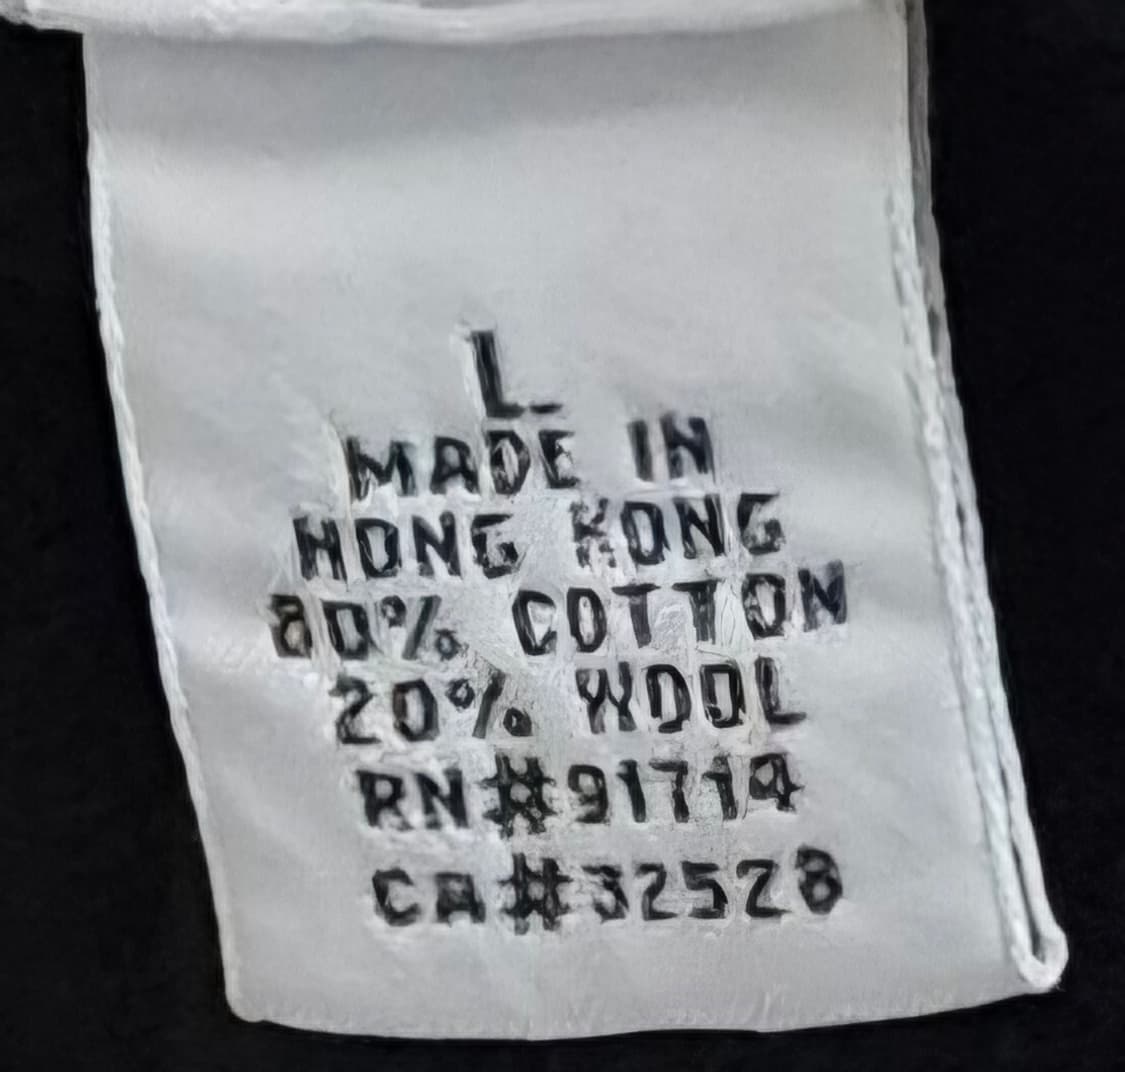 L
MADE IN
HONG KONG
80% COTTON
20% WOOL
RN#91714
CA#32528